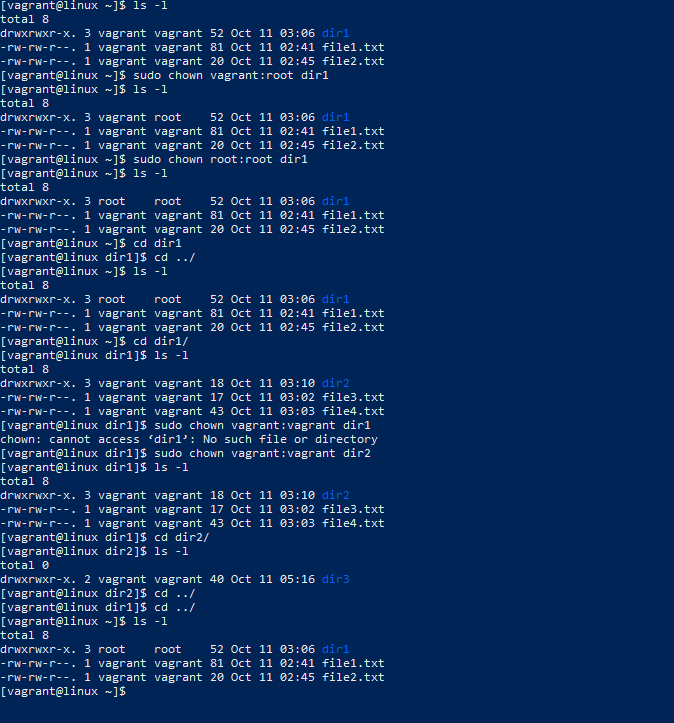 [vagrant@linux ~]$ ls -l
total 8
drwxrwxr-x. 3 vagrant vagrant 52 Oct 11 03:06 dir1
-rw-rw-r--. 1 vagrant vagrant 81 Oct 11 02:41 file1.txt
-rw-rw-r--. 1 vagrant vagrant 20 Oct 11 02:45 file2.txt
[vagrant@linux ~]$ sudo chown vagrant:root dir1
[vagrant@linux ~]$ ls -l
total 8
drwxrwxr-x. 3 vagrant root    52 Oct 11 03:06 dir1
-rw-rw-r--. 1 vagrant vagrant 81 Oct 11 02:41 file1.txt
-rw-rw-r--. 1 vagrant vagrant 20 Oct 11 02:45 file2.txt
[vagrant@linux ~]$ sudo chown root:root dir1
[vagrant@linux ~]$ ls -l
total 8
drwxrwxr-x. 3 root    root    52 Oct 11 03:06 dir1
-rw-rw-r--. 1 vagrant vagrant 81 Oct 11 02:41 file1.txt
-rw-rw-r--. 1 vagrant vagrant 20 Oct 11 02:45 file2.txt
[vagrant@linux ~]$ cd dir1
[vagrant@linux dir1]$ cd ../
[vagrant@linux ~]$ ls -l
total 8
drwxrwxr-x. 3 root    root    52 Oct 11 03:06 dir1
-rw-rw-r--. 1 vagrant vagrant 81 Oct 11 02:41 file1.txt
-rw-rw-r--. 1 vagrant vagrant 20 Oct 11 02:45 file2.txt
[vagrant@linux ~]$ cd dir1/
[vagrant@linux dir1]$ ls -l
total 8
drwxrwxr-x. 3 vagrant vagrant 18 Oct 11 03:10 dir2
-rw-rw-r--. 1 vagrant vagrant 17 Oct 11 03:02 file3.txt
-rw-rw-r--. 1 vagrant vagrant 43 Oct 11 03:03 file4.txt
[vagrant@linux dir1]$ sudo chown vagrant:vagrant dir1
chown: cannot access ‘dir1’: No such file or directory
[vagrant@linux dir1]$ sudo chown vagrant:vagrant dir2
[vagrant@linux dir1]$ ls -l
total 8
drwxrwxr-x. 3 vagrant vagrant 18 Oct 11 03:10 dir2
-rw-rw-r--. 1 vagrant vagrant 17 Oct 11 03:02 file3.txt
-rw-rw-r--. 1 vagrant vagrant 43 Oct 11 03:03 file4.txt
[vagrant@linux dir1]$ cd dir2/
[vagrant@linux dir2]$ ls -l
total 0
drwxrwxr-x. 2 vagrant vagrant 40 Oct 11 05:16 dir3
[vagrant@linux dir2]$ cd ../
[vagrant@linux dir1]$ cd ../
[vagrant@linux ~]$ ls -l
total 8
drwxrwxr-x. 3 root    root    52 Oct 11 03:06 dir1
-rw-rw-r--. 1 vagrant vagrant 81 Oct 11 02:41 file1.txt
-rw-rw-r--. 1 vagrant vagrant 20 Oct 11 02:45 file2.txt
[vagrant@linux ~]$